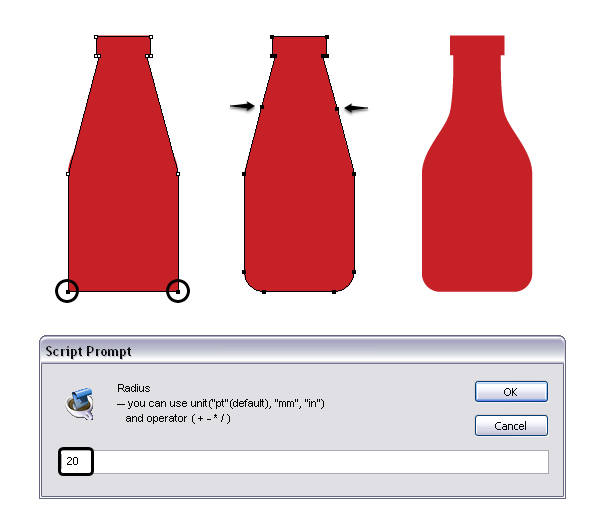 Script Prompt
Radius
-- you can use unit("pt"(default), "mm", "in")
and operator ( + - * / )
OK
Cancel
20